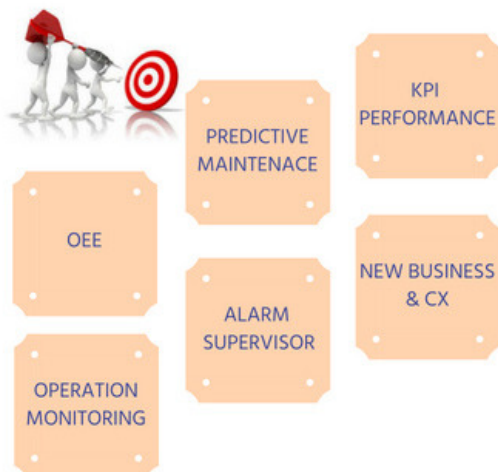 KPI
PERFORMANCE
PREDICTIVE
MAINTENACE
OEE
NEW BUSINESS
& CX
ALARM
SUPERVISOR
OPERATION
MONITORING